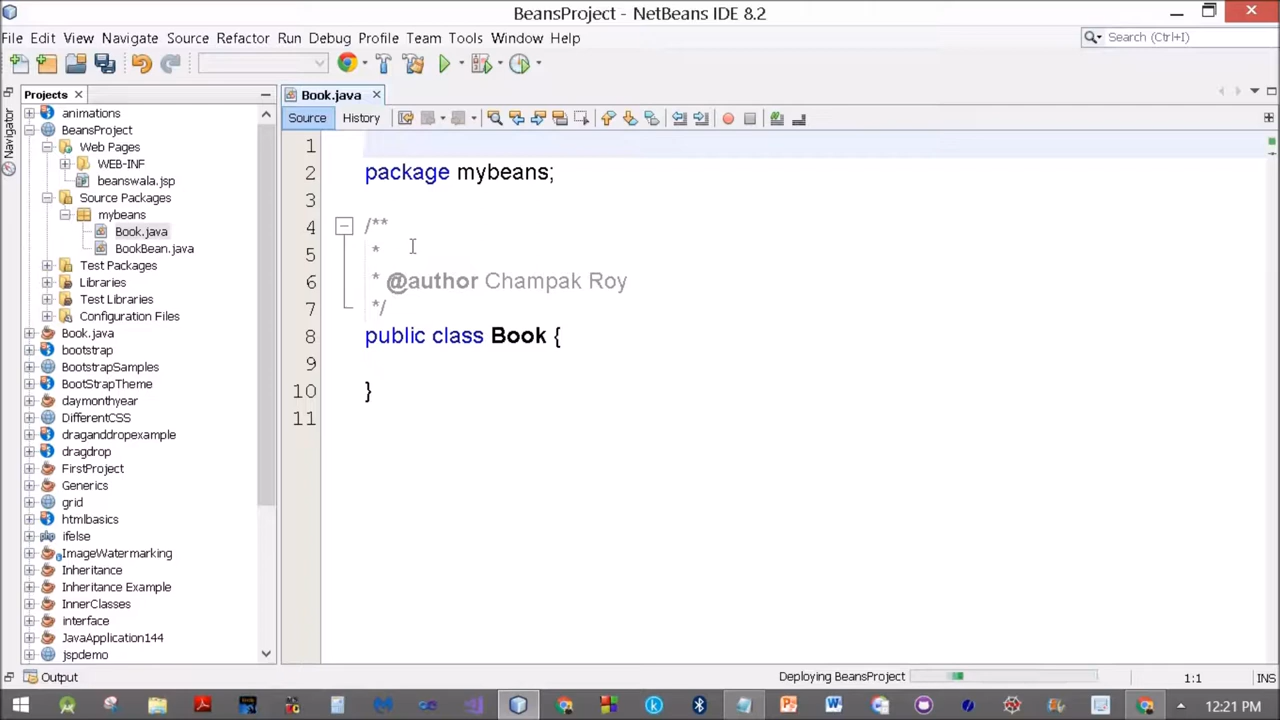 BeansProject - NetBeans IDE 8.2
File Edit View Navigate Source Refactor Run Debug Profile Team Tools Window Help
Search (Ctrl+I)
Projects
Book.java
Navigator
Source History
animations
BeansProject
Web Pages
WEB-INF
beanswala.jsp
Source Packages
mybeans
Book.java
BookBean.java
Test Packages
Libraries
Test Libraries
Configuration Files
Book.java
bootstrap
BootstrapSamples
BootStrapTheme
daymonthyear
DifferentCSS
draganddropexample
dragdrop
FirstProject
Generics
grid
htmlbasics
ifelse
ImageWatermarking
Inheritance
Inheritance Example
InnerClasses
interface
JavaApplication144
jspdemo
1
2 package mybeans;
3
4 /**
5 *
6 * @author Champak Roy
7 */
8 public class Book {
9
10 }
11
Output
Deploying BeansProject
1:1
INS
12:21 PM